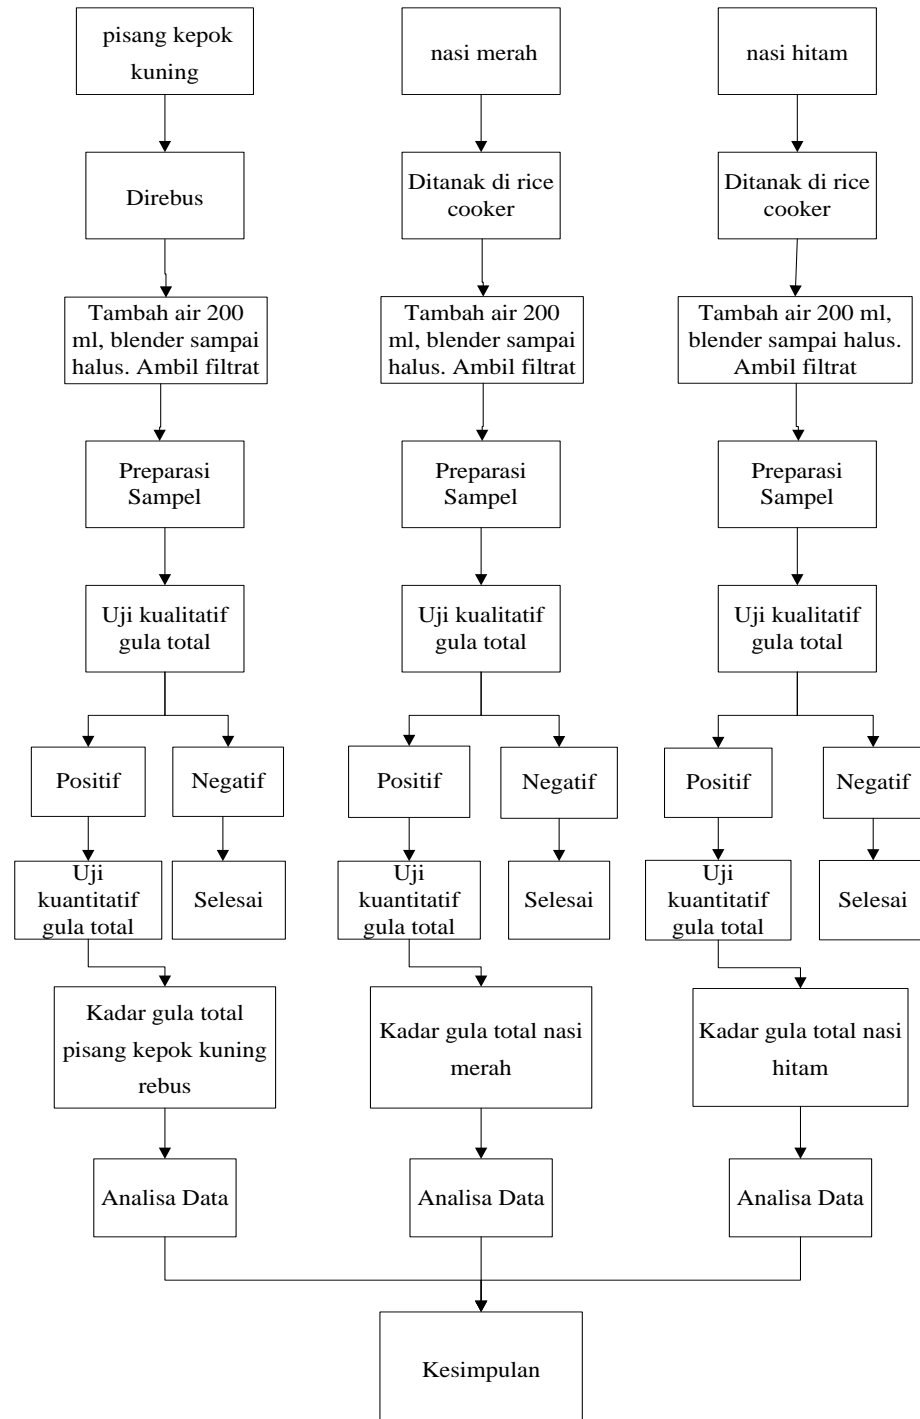 pisang kepok
kuning
nasi merah
nasi hitam
Direbus
Ditanak di rice
cooker
Ditanak di rice
cooker
Tambah air 200
ml, blender sampai
halus. Ambil filtrat
Tambah air 200
ml, blender sampai
halus. Ambil filtrat
Tambah air 200 ml,
blender sampai halus.
Ambil filtrat
Preparasi
Sampel
Preparasi
Sampel
Preparasi
Sampel
Uji kualitatif
gula total
Uji kualitatif
gula total
Uji kualitatif
gula total
Positif
Negatif
Positif
Negatif
Positif
Negatif
Uji
kuantitatif
gula total
Selesai
Uji
kuantitatif
gula total
Selesai
Uji
kuantitatif
gula total
Selesai
Kadar gula total
pisang kepok kuning
rebus
Kadar gula total nasi
merah
Kadar gula total nasi
hitam
Analisa Data
Analisa Data
Analisa Data
Kesimpulan